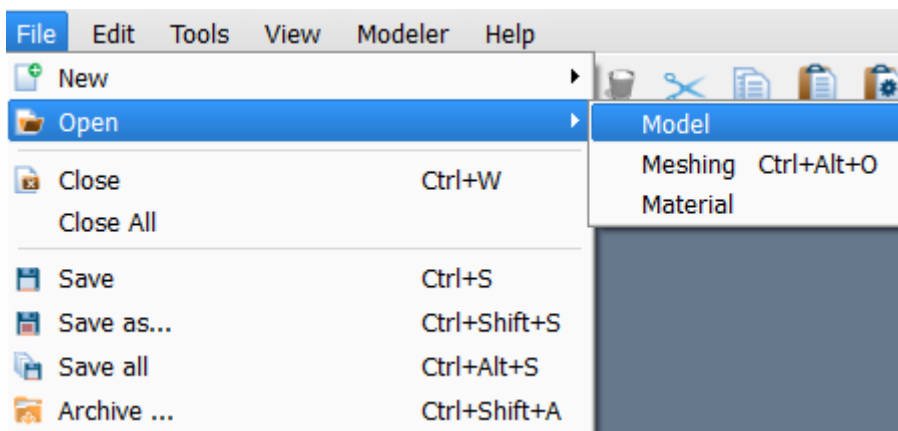 File Edit Tools View Modeler Help
New
Open
Model
Meshing Ctrl+Alt+O
Material
Close Ctrl+W
Close All
Save Ctrl+S
Save as... Ctrl+Shift+S
Save all Ctrl+Alt+S
Archive ... Ctrl+Shift+A